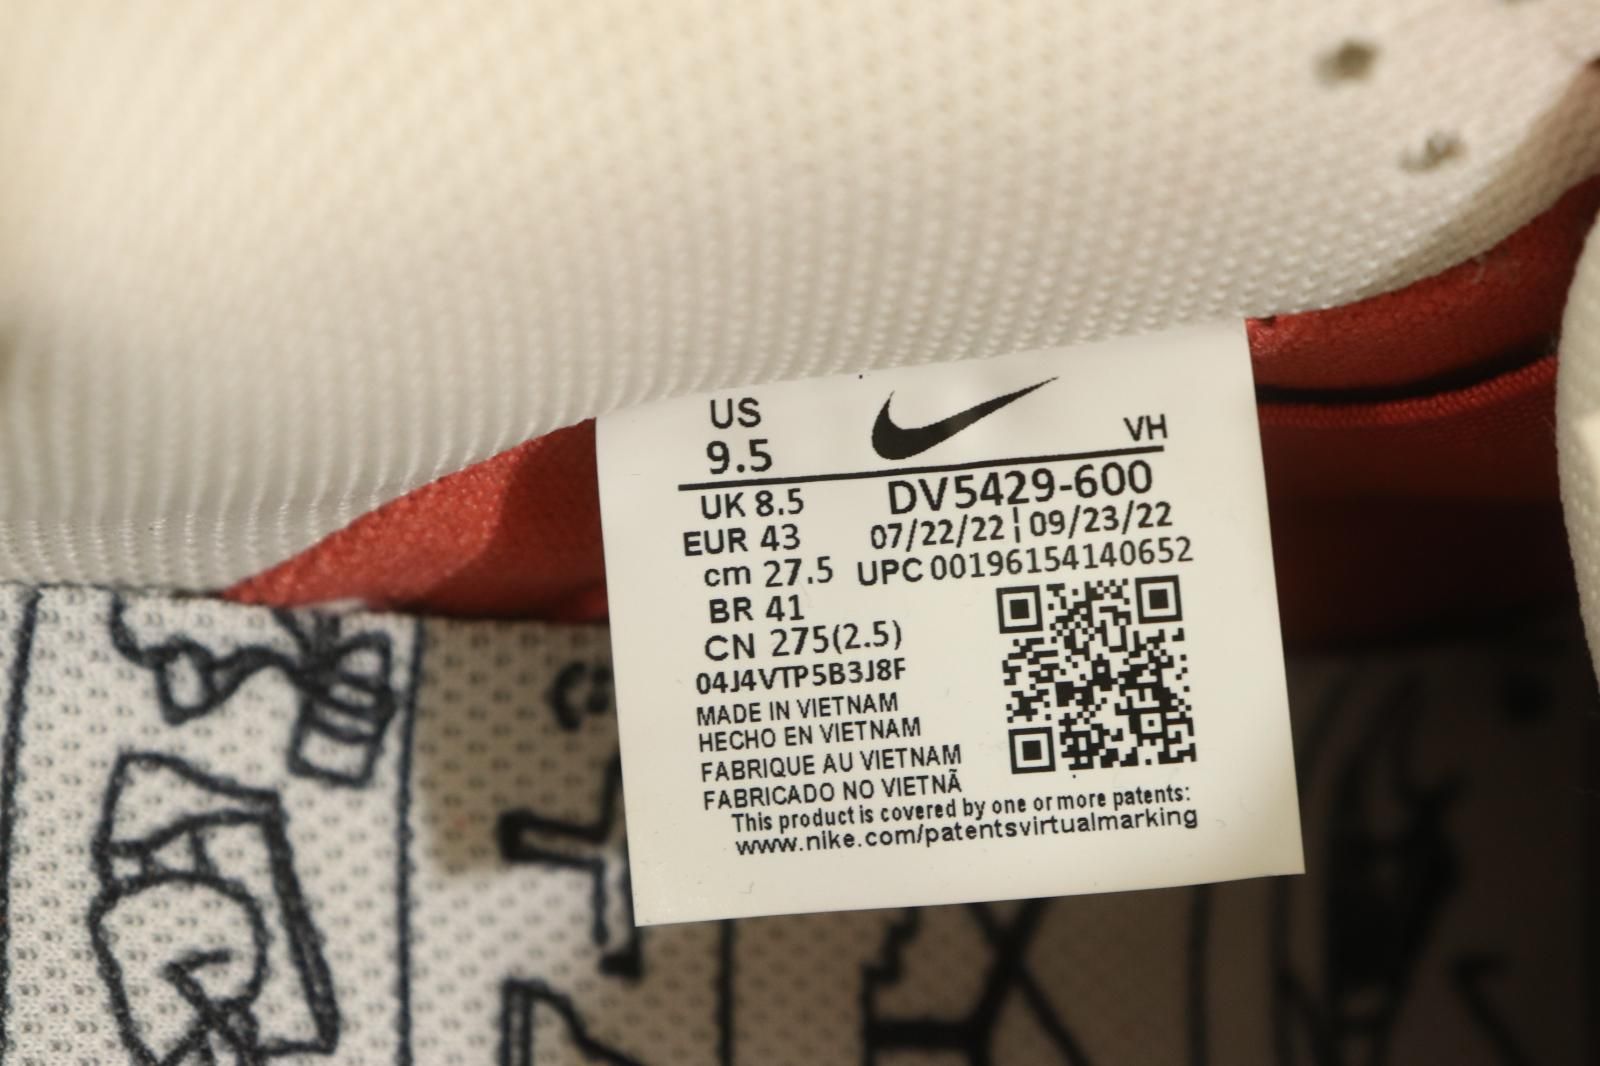 US
9.5
VH
UK 8.5
EUR 43
cm 27.5
BR 41
CN 275(2.5)
DV5429-600
07/22/22 ¦ 09/23/22
UPC 00196154140652
04J4VTP5B3J8F
MADE IN VIETNAM
HECHO EN VIETNAM
FABRIQUE AU VIETNAM
FABRICADO NO VIETNÃ
This product is covered by one or more patents:
www.nike.com/patentsvirtualmarking